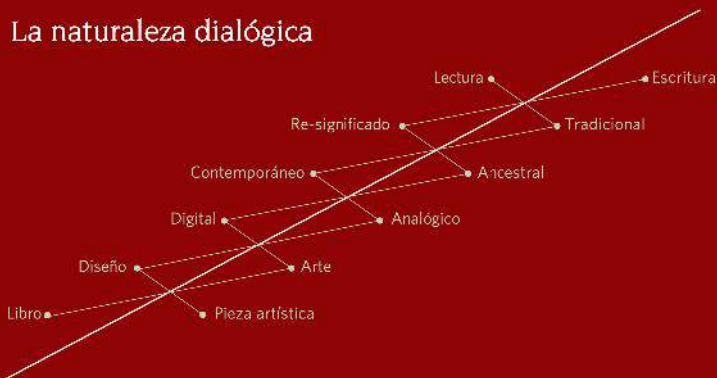 La naturaleza dialógica
Lectura
Escritura
Re-significado
Tradicional
Contemporáneo
Ancestral
Digital
Analógico
Diseño
Arte
Libro
Pieza artística